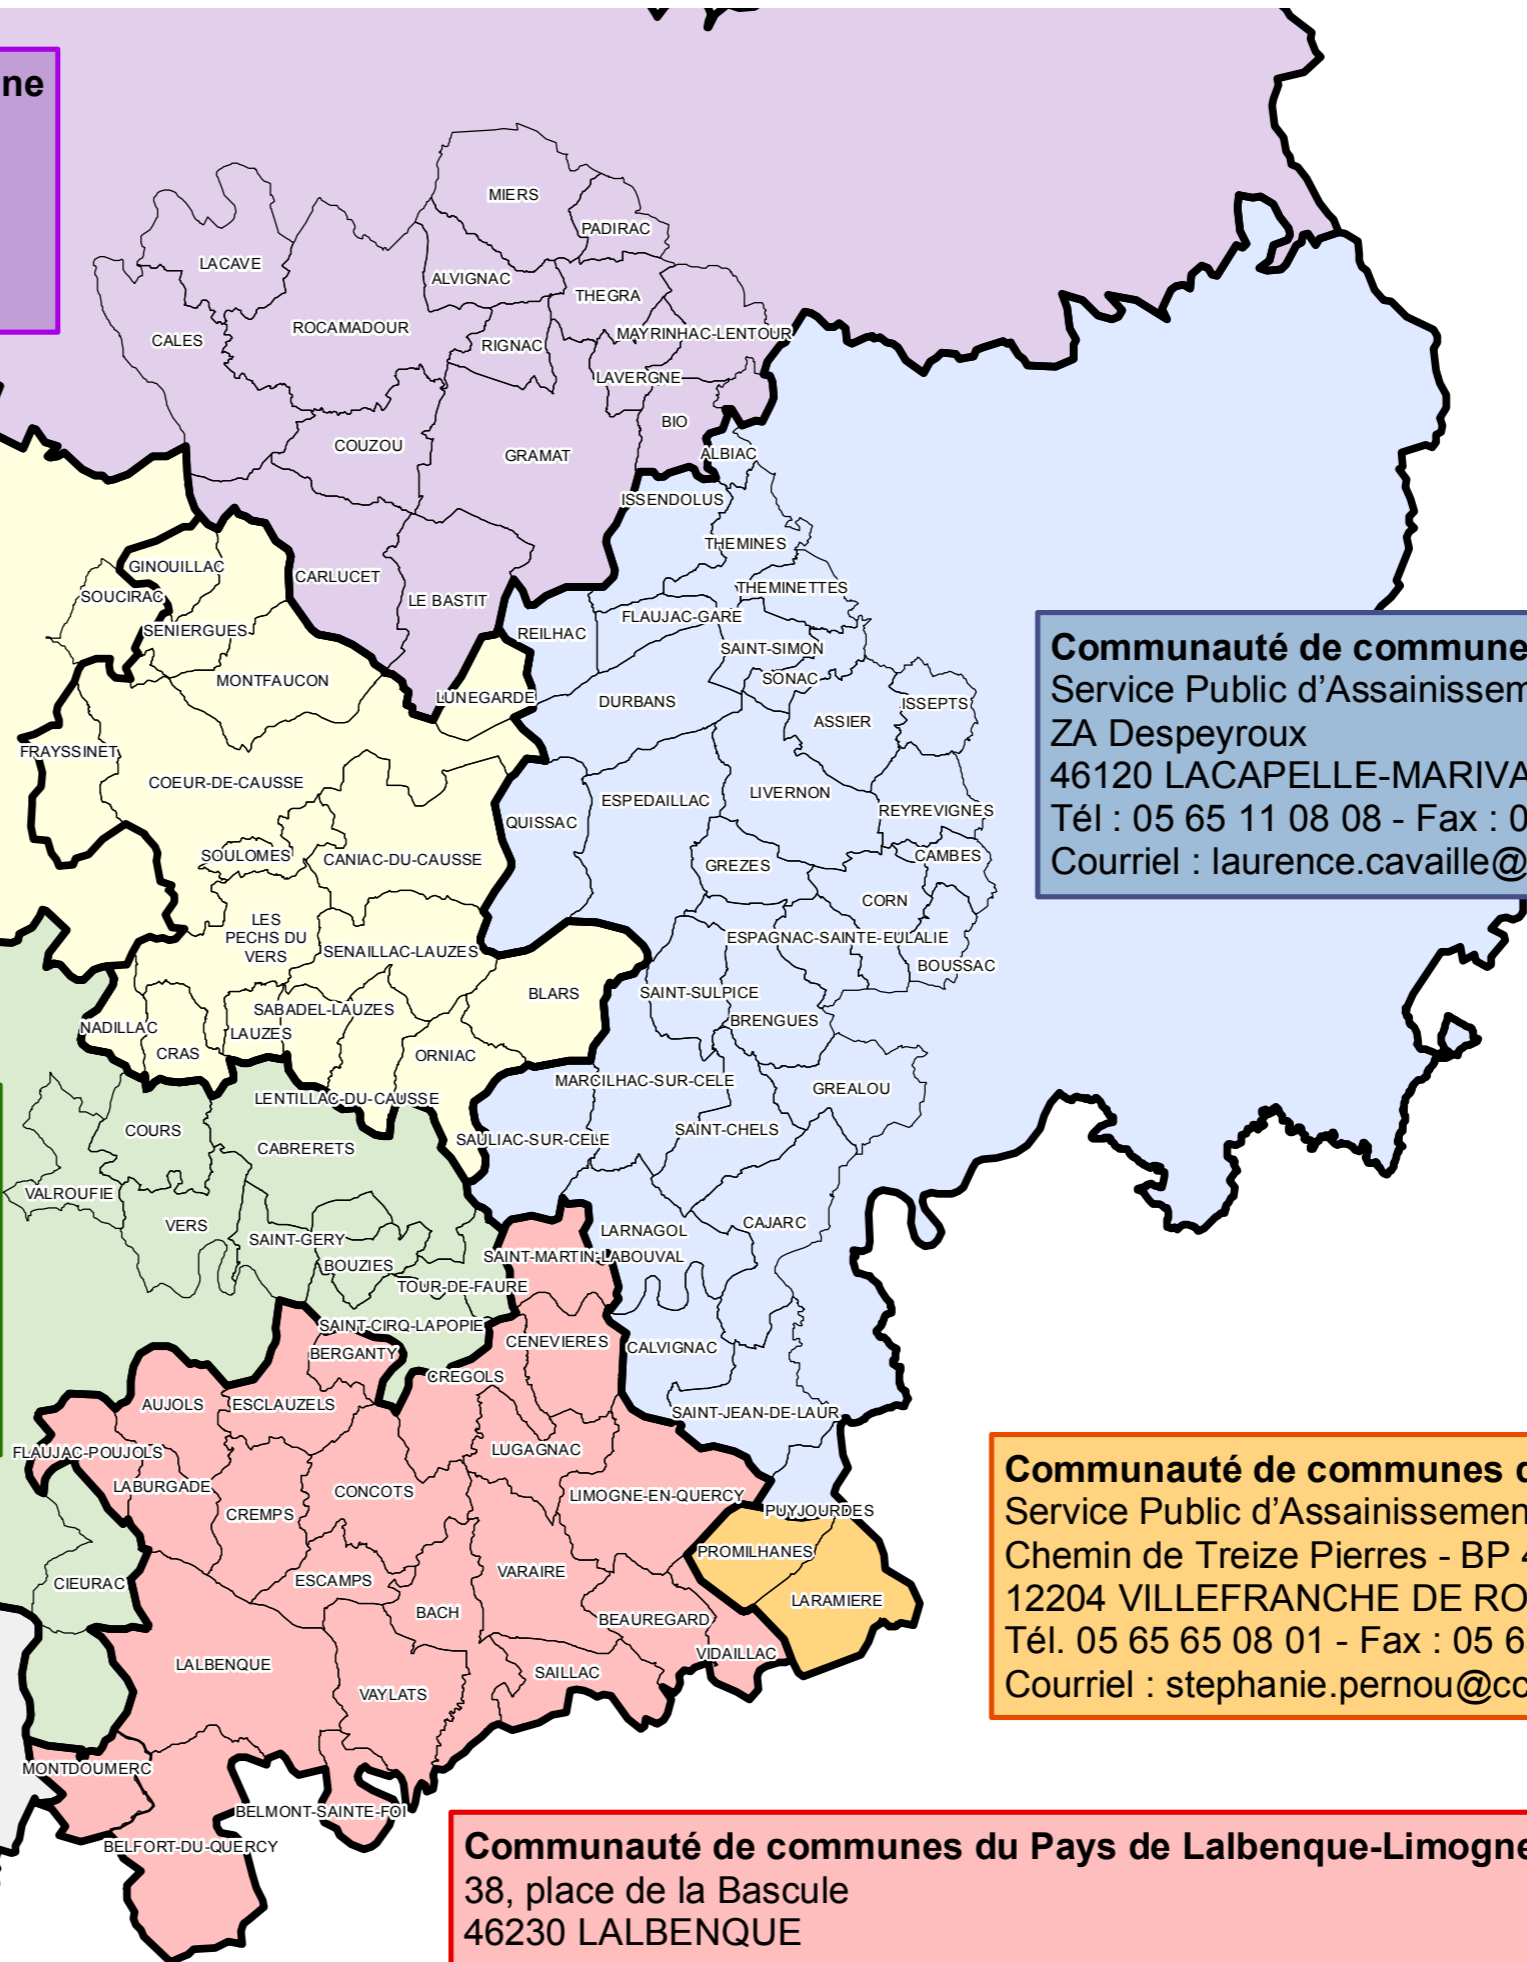 ne
MIERS
PADIRAC
LACAVE
ALVIGNAC
THEGRA
CALES
ROCAMADOUR
RIGNAC
MAYRINHAC-LENTOUR
LAVERGNE
BIO
COUZOU
GRAMAT
ALBIAC
ISSENDOLUS
THEMINES
GINOUILLAC
CARLUCET
THEMINETTES
SOUCIRAC
LE BASTIT
FLAUJAC-GARE
SENIERGUES
REILHAC
SAINT-SIMON
MONTFAUCON
SONAC
LUNEGARDE
DURBANS
ISSEPTS
ASSIER
FRAYSSINET
COEUR-DE-CAUSSE
LIVERNON
ESPEDAILLAC
REYREVIGNES
QUISSAC
SOULOMES
CANIAC-DU-CAUSSE
CAMBES
GREZES
CORN
LES
PECHS DU
VERS
ESPAGNAC-SAINTE-EULALIE
SENAILLAC-LAUZES
BOUSSAC
BLARS
SAINT-SULPICE
SABADEL-LAUZES
BRENGUES
NADILLAC
LAUZES
CRAS
ORNIAC
MARCILHAC-SUR-CELE
GREALOU
LENTILLAC-DU-CAUSSE
COURS
SAINT-CHELS
SAULIAC-SUR-CELE
CABRERETS
VALROUFIE
VERS
CAJARC
LARNAGOL
SAINT-GERY
SAINT-MARTIN-LABOUVAL
BOUZIES
TOUR-DE-FAURE
SAINT-CIRQ-LAPOPIE
CENEVIERES
CALVIGNAC
BERGANTY
CREGOLS
AUJOLS
ESCLAUZELS
SAINT-JEAN-DE-LAUR
FLAUJAC-POUJOLS
LUGAGNAC
LABURGADE
CONCOTS
LIMOGNE-EN-QUERCY
CREMPS
PUYJOURDES
PROMILHANES
CIEURAC
ESCAMPS
VARAIRE
LARAMIERE
BACH
BEAUREGARD
VIDAILLAC
LALBENQUE
SAILLAC
VAYLATS
MONTDOUMERC
BELMONT-SAINTE-FOI
BELFORT-DU-QUERCY
Communauté de commune
Service Public d’Assainissem
ZA Despeyroux
46120 LACAPELLE-MARIVA
Tél : 05 65 11 08 08 - Fax : 0
Courriel : laurence.cavaille@
Communauté de communes d
Service Public d’Assainissemen
Chemin de Treize Pierres - BP 4
12204 VILLEFRANCHE DE RO
Tél. 05 65 65 08 01 - Fax : 05 6
Courriel : stephanie.pernou@cc
Communauté de communes du Pays de Lalbenque-Limogne
38, place de la Bascule
46230 LALBENQUE